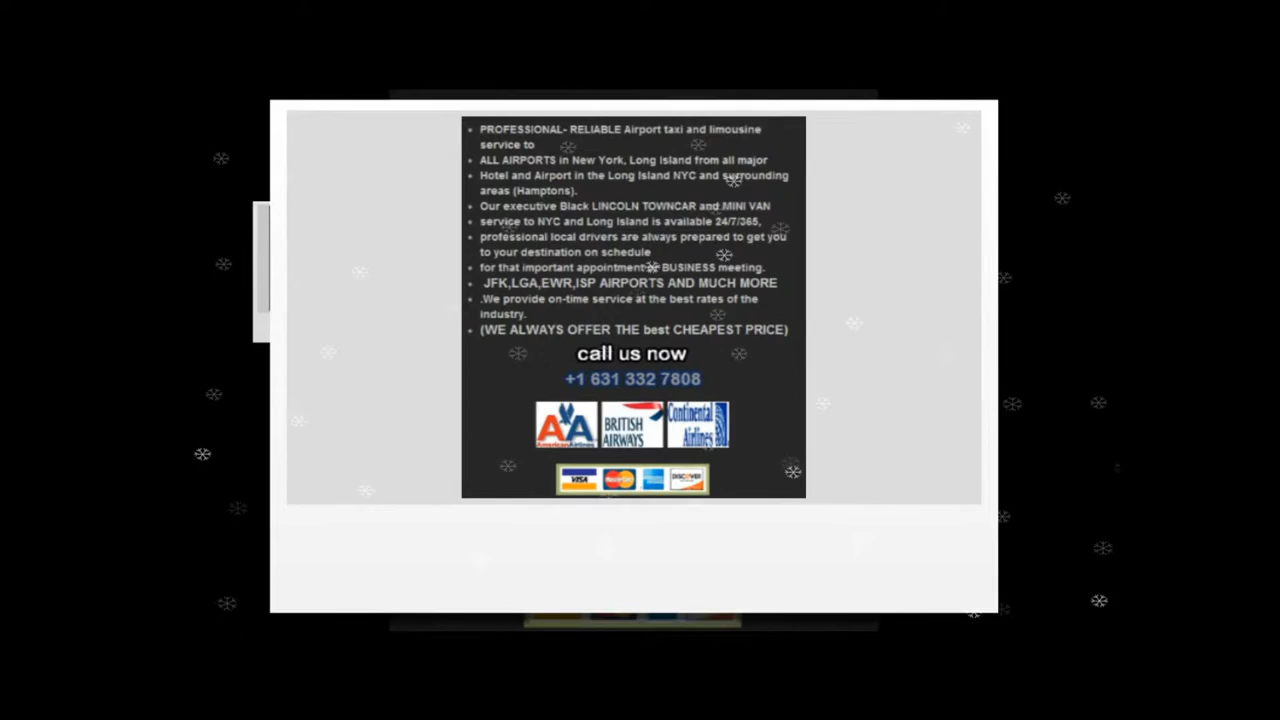 PROFESSIONAL- RELIABLE Airport taxi and limousine
service to
ALL AIRPORTS in New York, Long Island from all major
Hotel and Airport in the Long Island NYC and surrounding
areas (Hamptons).
Our executive Black LINCOLN TOWNCAR and MINI VAN
service to NYC and Long Island is available 24/7/365,
professional local drivers are always prepared to get you
to your destination on schedule
for that important appointment or BUSINESS meeting.
JFK,LGA,EWR,ISP AIRPORTS AND MUCH MORE
.We provide on-time service at the best rates of the
industry.
(WE ALWAYS OFFER THE best CHEAPEST PRICE)
call us now
+1 631 332 7808
AA BRITISH AIRWAYS Continental Airlines
AmericanAirlines
VISA MasterCard DISCOVER